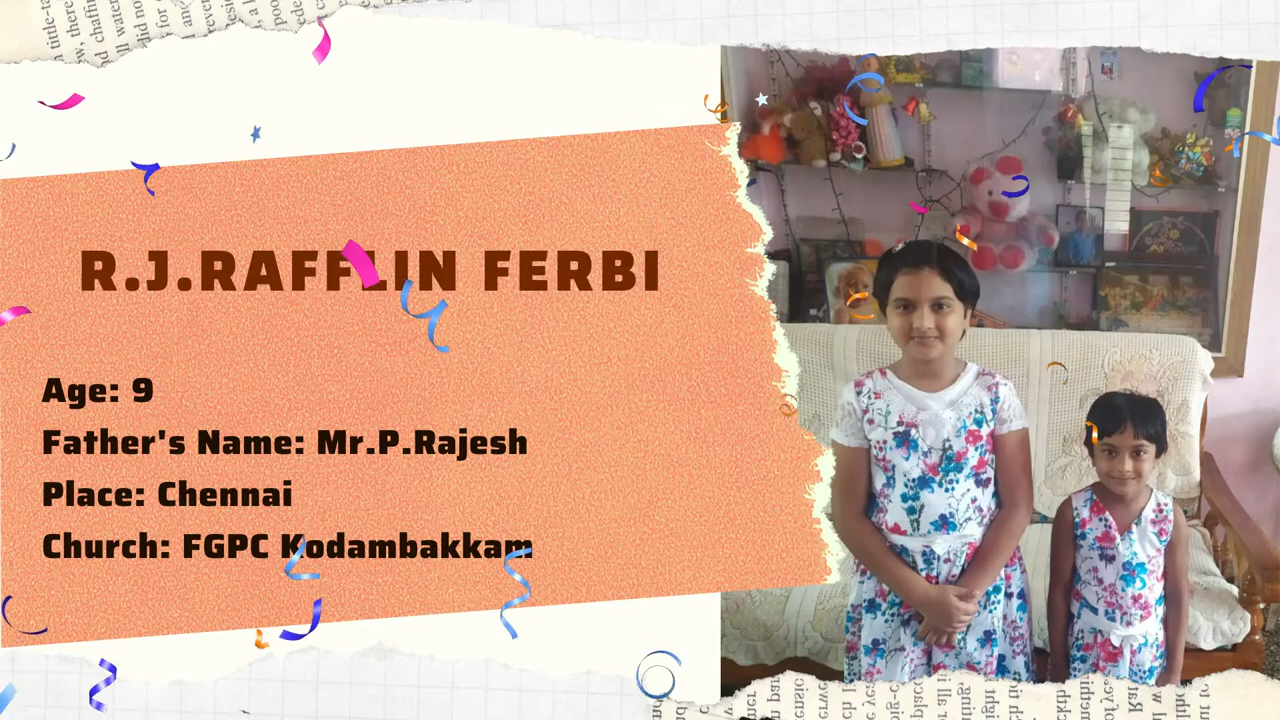 R.J.RAFFLIN FERBI
Age: 9
Father's Name: Mr.P.Rajesh
Place: Chennai
Church: FGPC Kodambakkam